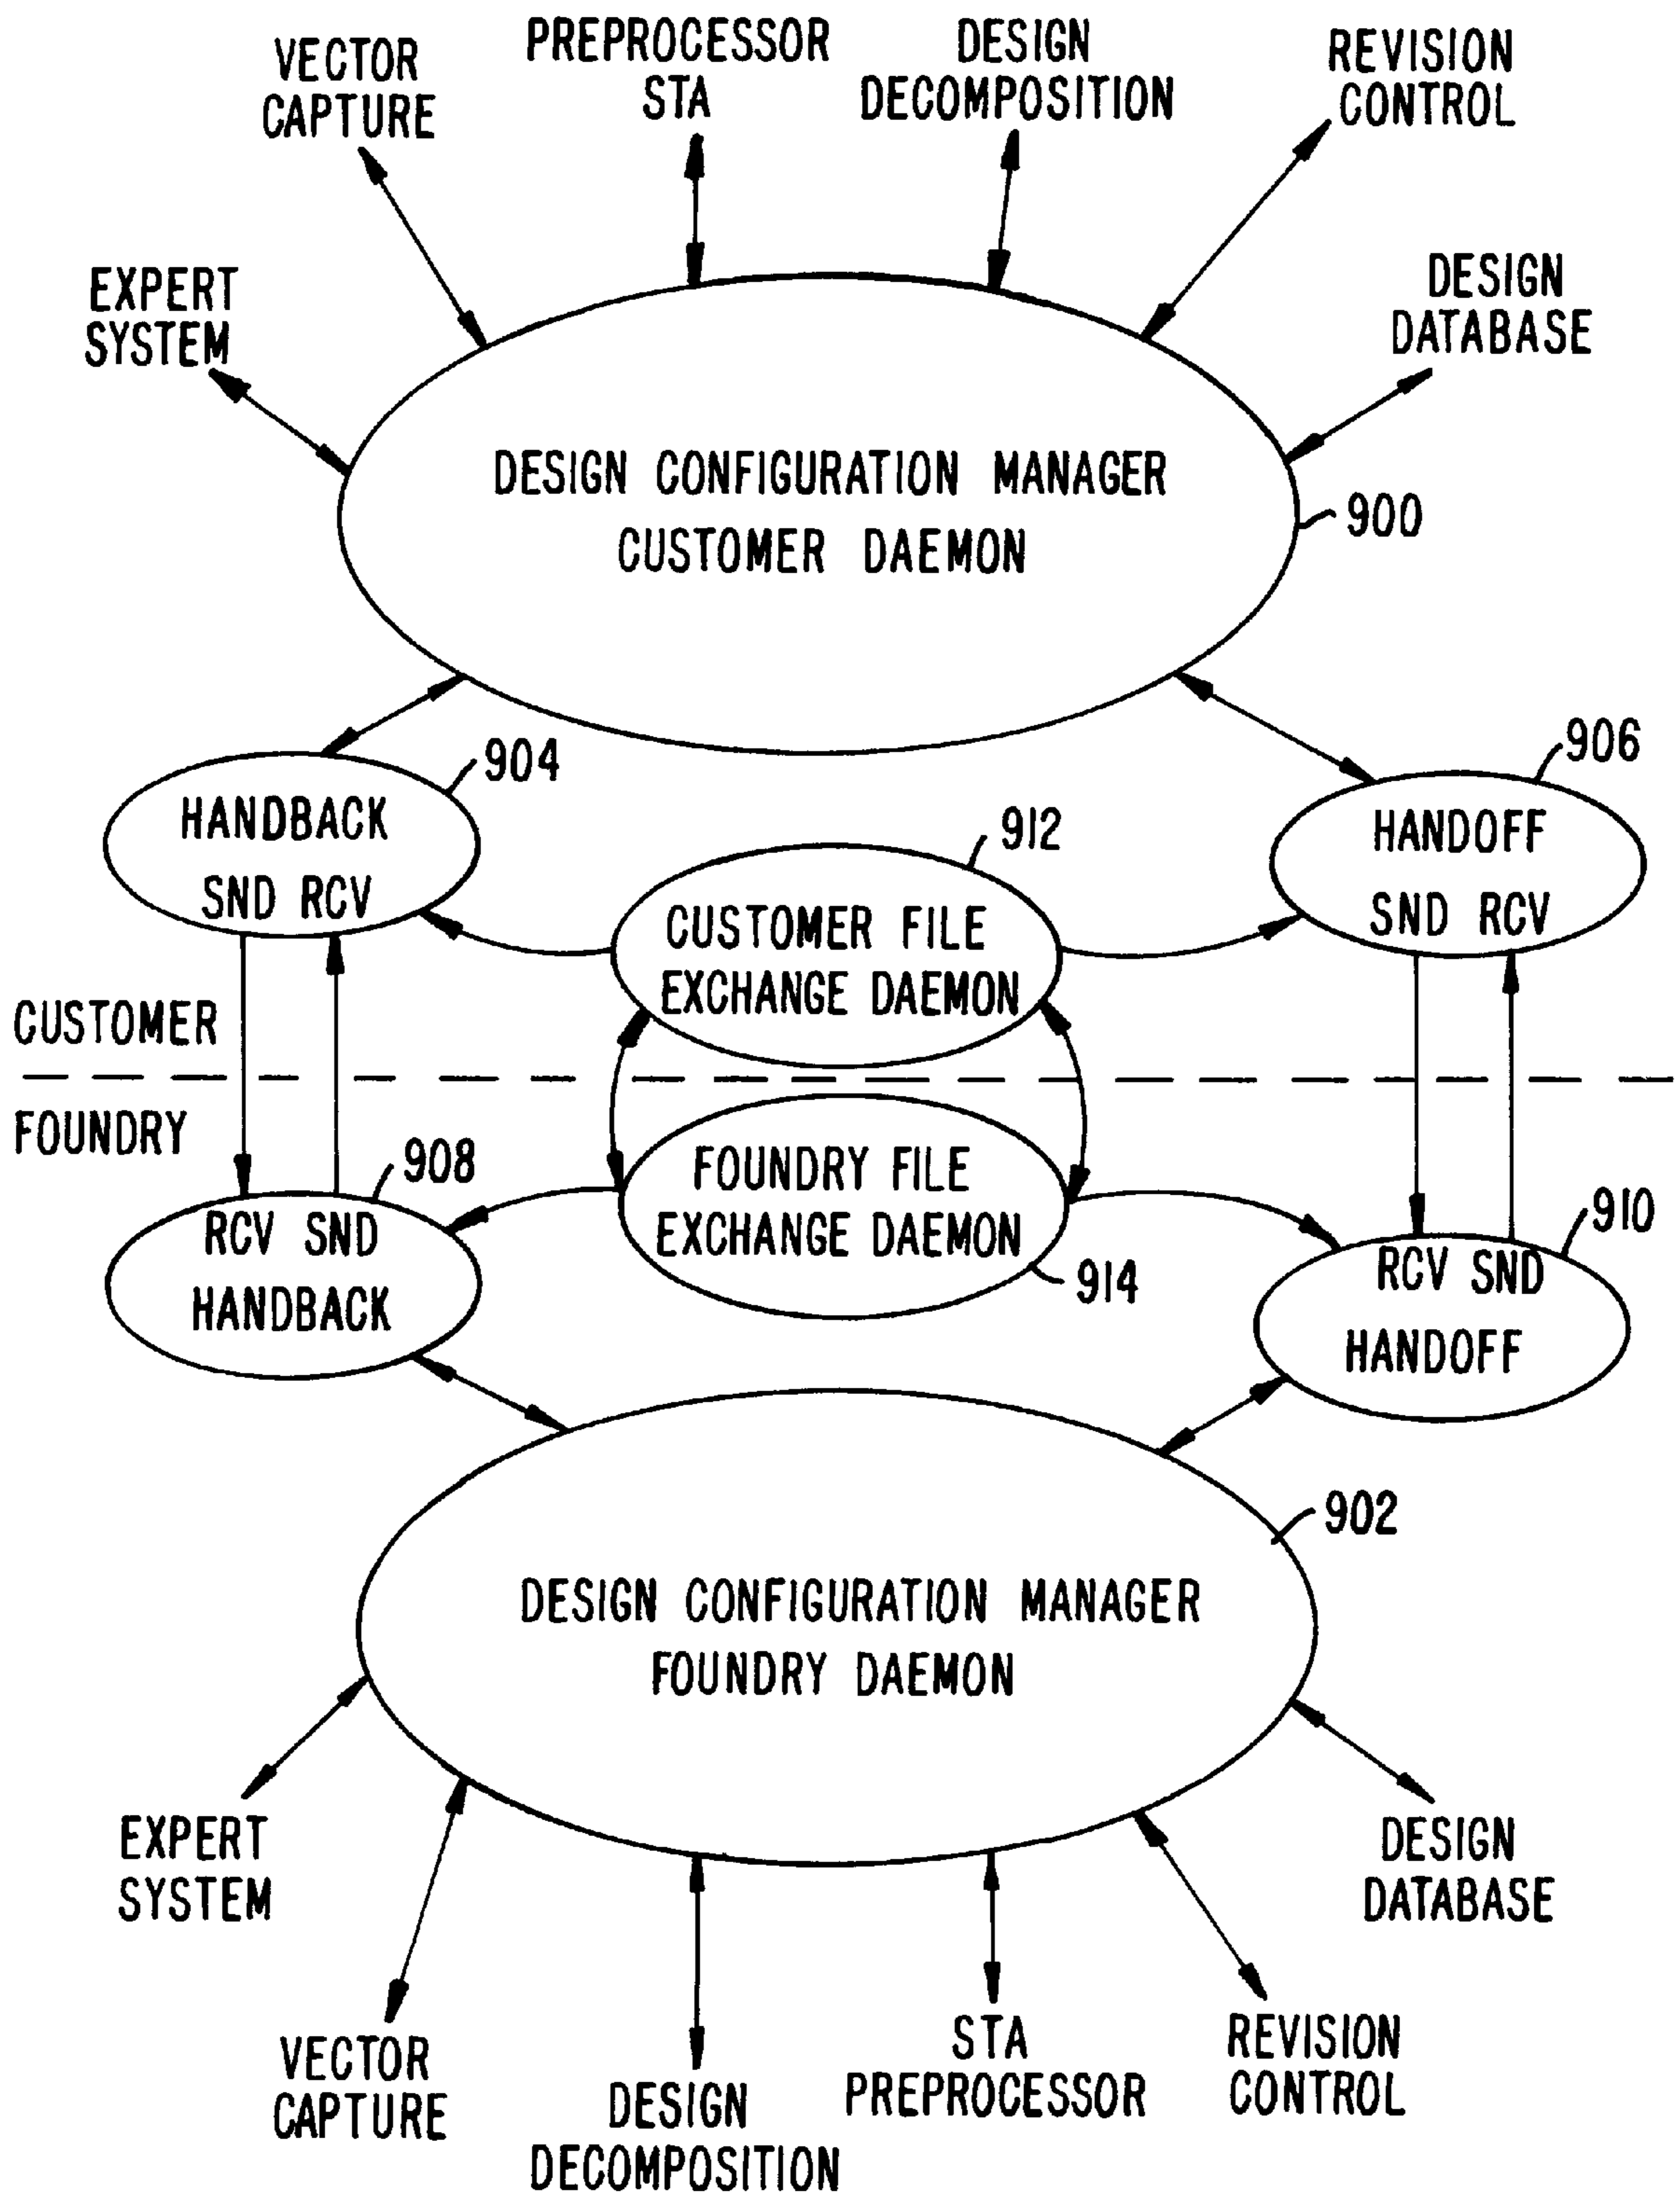 VECTOR
CAPTURE
PREPROCESSOR
STA
DESIGN
DECOMPOSITION
REVISION
CONTROL
EXPERT
SYSTEM
DESIGN
DATABASE
DESIGN CONFIGURATION MANAGER
CUSTOMER DAEMON
900
904
HANDBACK
SND RCV
906
HANDOFF
SND RCV
912
CUSTOMER FILE
EXCHANGE DAEMON
CUSTOMER
FOUNDRY
908
RCV SND
HANDBACK
FOUNDRY FILE
EXCHANGE DAEMON
914
910
RCV SND
HANDOFF
902
DESIGN CONFIGURATION MANAGER
FOUNDRY DAEMON
EXPERT
SYSTEM
VECTOR
CAPTURE
DESIGN
DECOMPOSITION
STA
PREPROCESSOR
REVISION
CONTROL
DESIGN
DATABASE